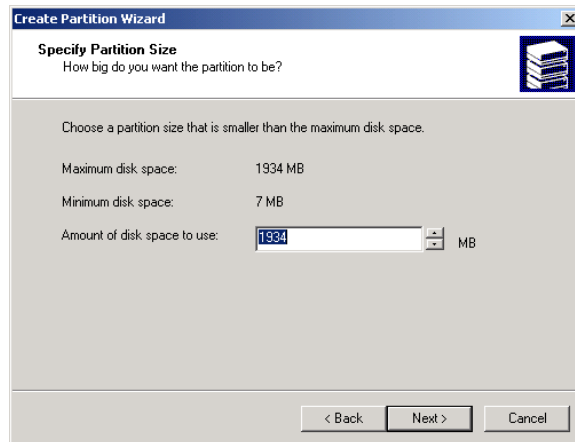 Create Partition Wizard
Specify Partition Size
How big do you want the partition to be?
Choose a partition size that is smaller than the maximum disk space.
Maximum disk space: 1934 MB
Minimum disk space: 7 MB
Amount of disk space to use: 1934 MB
< Back Next > Cancel